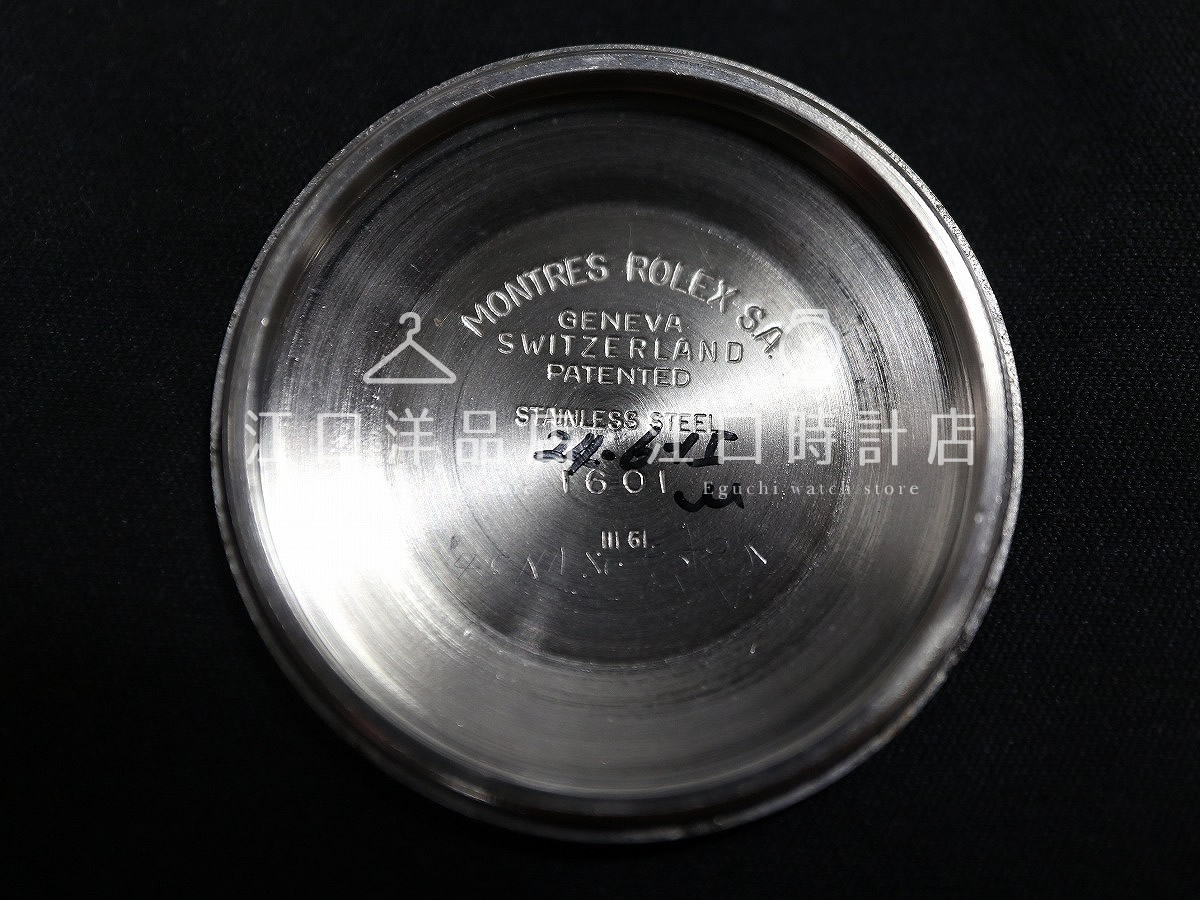 MONTRES ROLEX S.A.
GENEVA
SWITZERLAND
PATENTED
STAINLESS STEEL
江口洋品店 江口時計店
1601
Eguchi watch store
III 61.